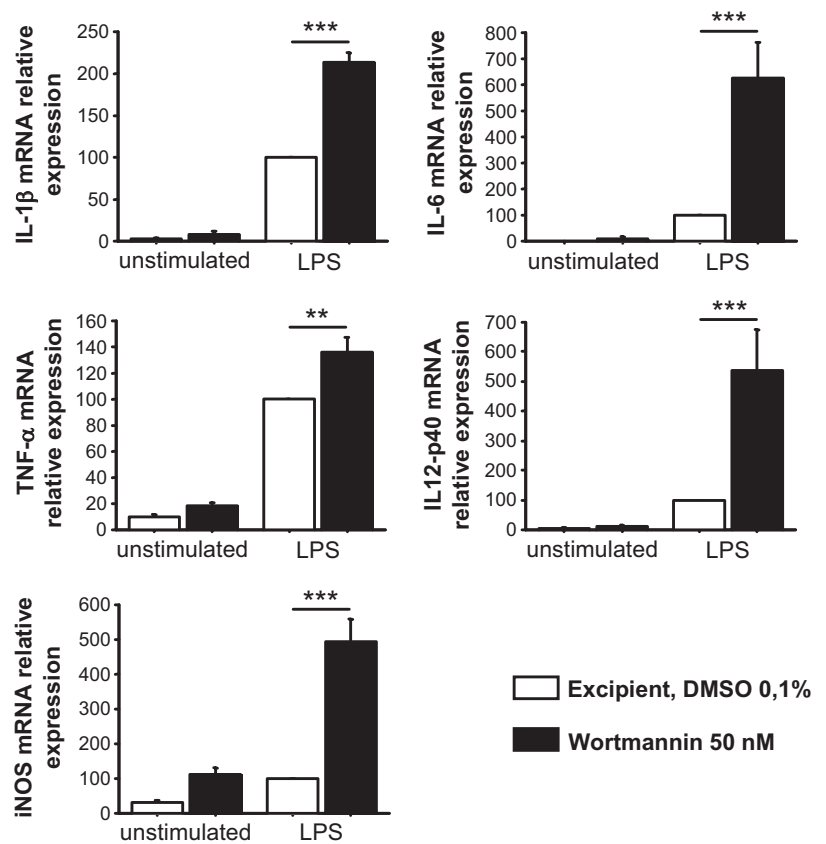 IL-1β mRNA relative
expression
250
200
150
100
50
0
***
unstimulated
LPS
IL-6 mRNA relative
expression
800
700
600
500
400
300
200
100
0
***
unstimulated
LPS
TNF-α mRNA
relative expression
160
140
120
100
80
60
40
20
0
**
unstimulated
LPS
IL12-p40 mRNA
relative expression
700
600
500
400
300
200
100
0
***
unstimulated
LPS
iNOS mRNA relative
expression
600
500
400
300
200
100
0
***
unstimulated
LPS
Excipient, DMSO 0,1%
Wortmannin 50 nM